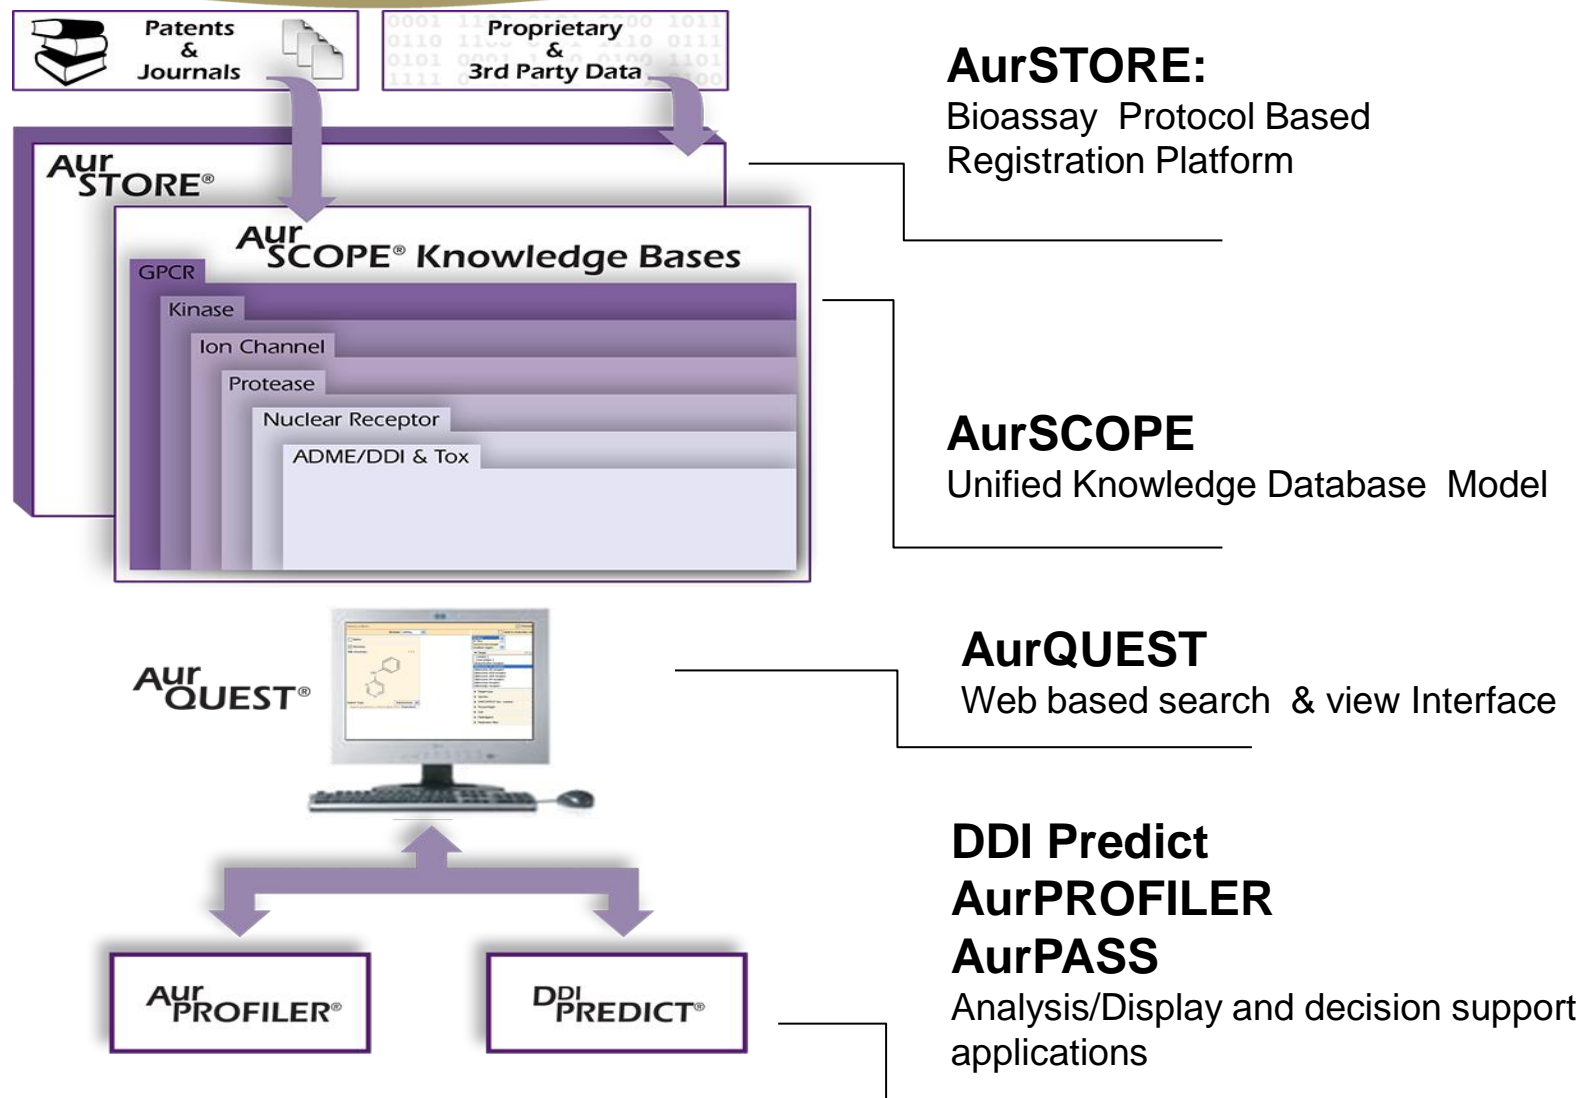 Patents
&
Journals
Proprietary
&
3rd Party Data
AurSTORE®
AurSCOPE® Knowledge Bases
GPCR
Kinase
Ion Channel
Protease
Nuclear Receptor
ADME/DDI & Tox
AurQUEST®
AurPROFILER®
DDIPREDICT®
AurSTORE:
Bioassay  Protocol Based
Registration Platform
AurSCOPE
Unified Knowledge Database  Model
AurQUEST
Web based search  & view Interface
DDI Predict
AurPROFILER
AurPASS
Analysis/Display and decision support
applications